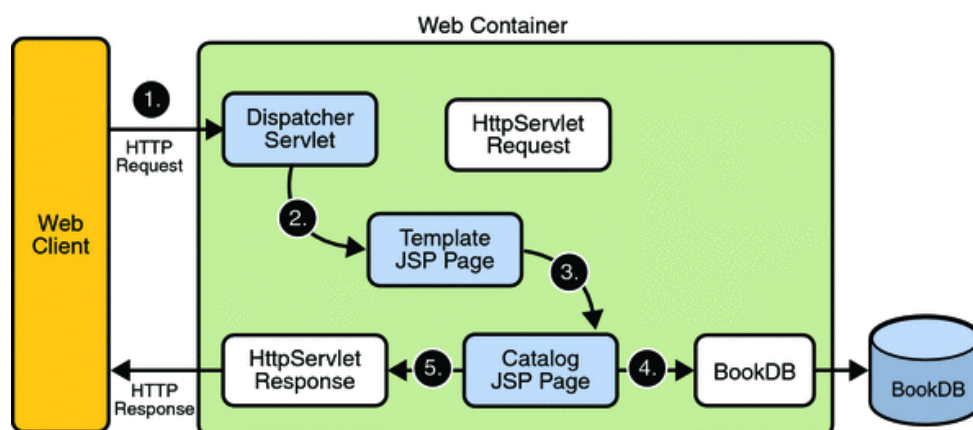 Web Container
1.
HTTP
Request
Dispatcher
Servlet
HttpServlet
Request
2.
Web
Client
Template
JSP Page
3.
HTTP
Response
HttpServlet
Response
5.
Catalog
JSP Page
4.
BookDB
BookDB